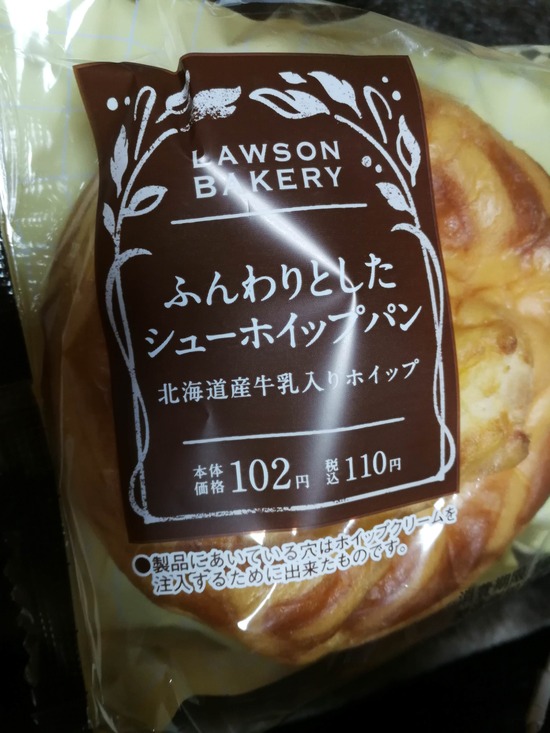 LAWSON
BAKERY
ふんわりとした
シューホイップパン
北海道産牛乳入りホイップ
本体価格102円 税込110円
●製品にあいている穴はホイップクリームを
注入するために出来たものです。
消費期限